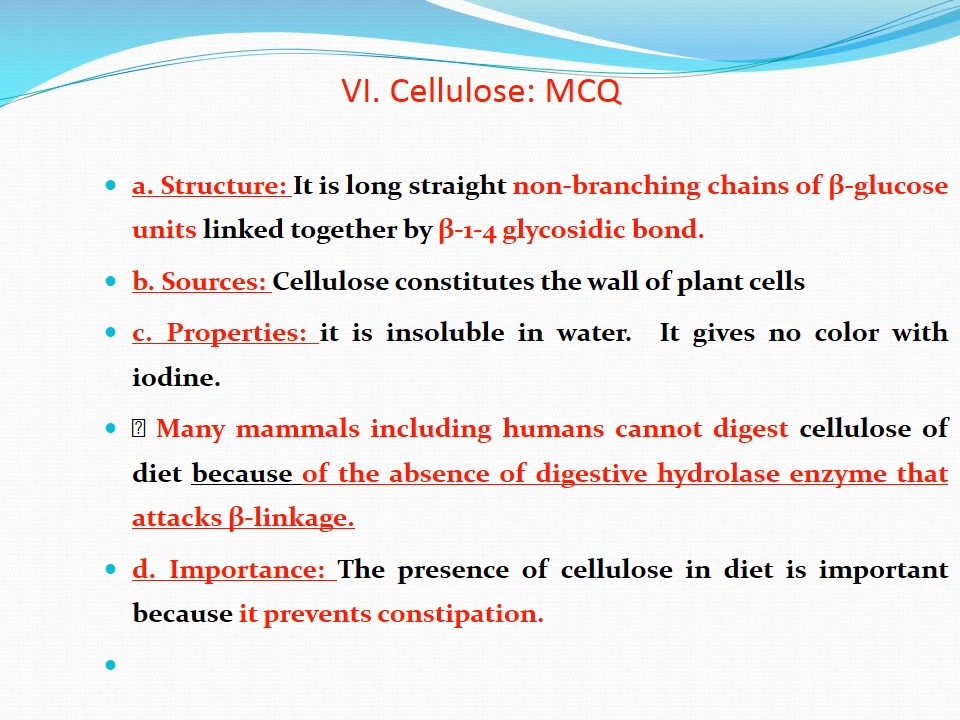 VI. Cellulose: MCQ
a. Structure: It is long straight non-branching chains of β-glucose
units linked together by β-1-4 glycosidic bond.
b. Sources: Cellulose constitutes the wall of plant cells
c. Properties: it is insoluble in water. It gives no color with
iodine.
Many mammals including humans cannot digest cellulose of
diet because of the absence of digestive hydrolase enzyme that
attacks β-linkage.
d. Importance: The presence of cellulose in diet is important
because it prevents constipation.